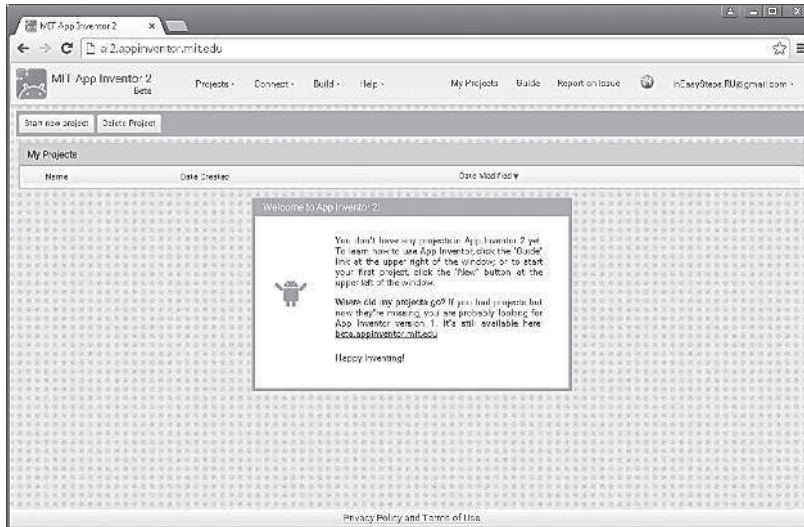 MIT App Inventor 2
ai2.appinventor.mit.edu
MIT App Inventor 2
Beta
Projects Connect Build Help My Projects Guide Report an Issue inEasySteps.RU@gmail.com
Start new project Delete Project
My Projects
Name Date Created Date Modified▼
Welcome to App Inventor 2!
You don't have any projects in App Inventor 2 yet.
To learn how to use App Inventor, click the "Guide"
link at the upper right of the window; or to start
your first project, click the "New" button at the
upper left of the window.
Where did my projects go? If you had projects but
now they're missing, you are probably looking for
App Inventor version 1. It's still available here:
beta.appinventor.mit.edu
Happy Inventing!
Privacy Policy and Terms of Use